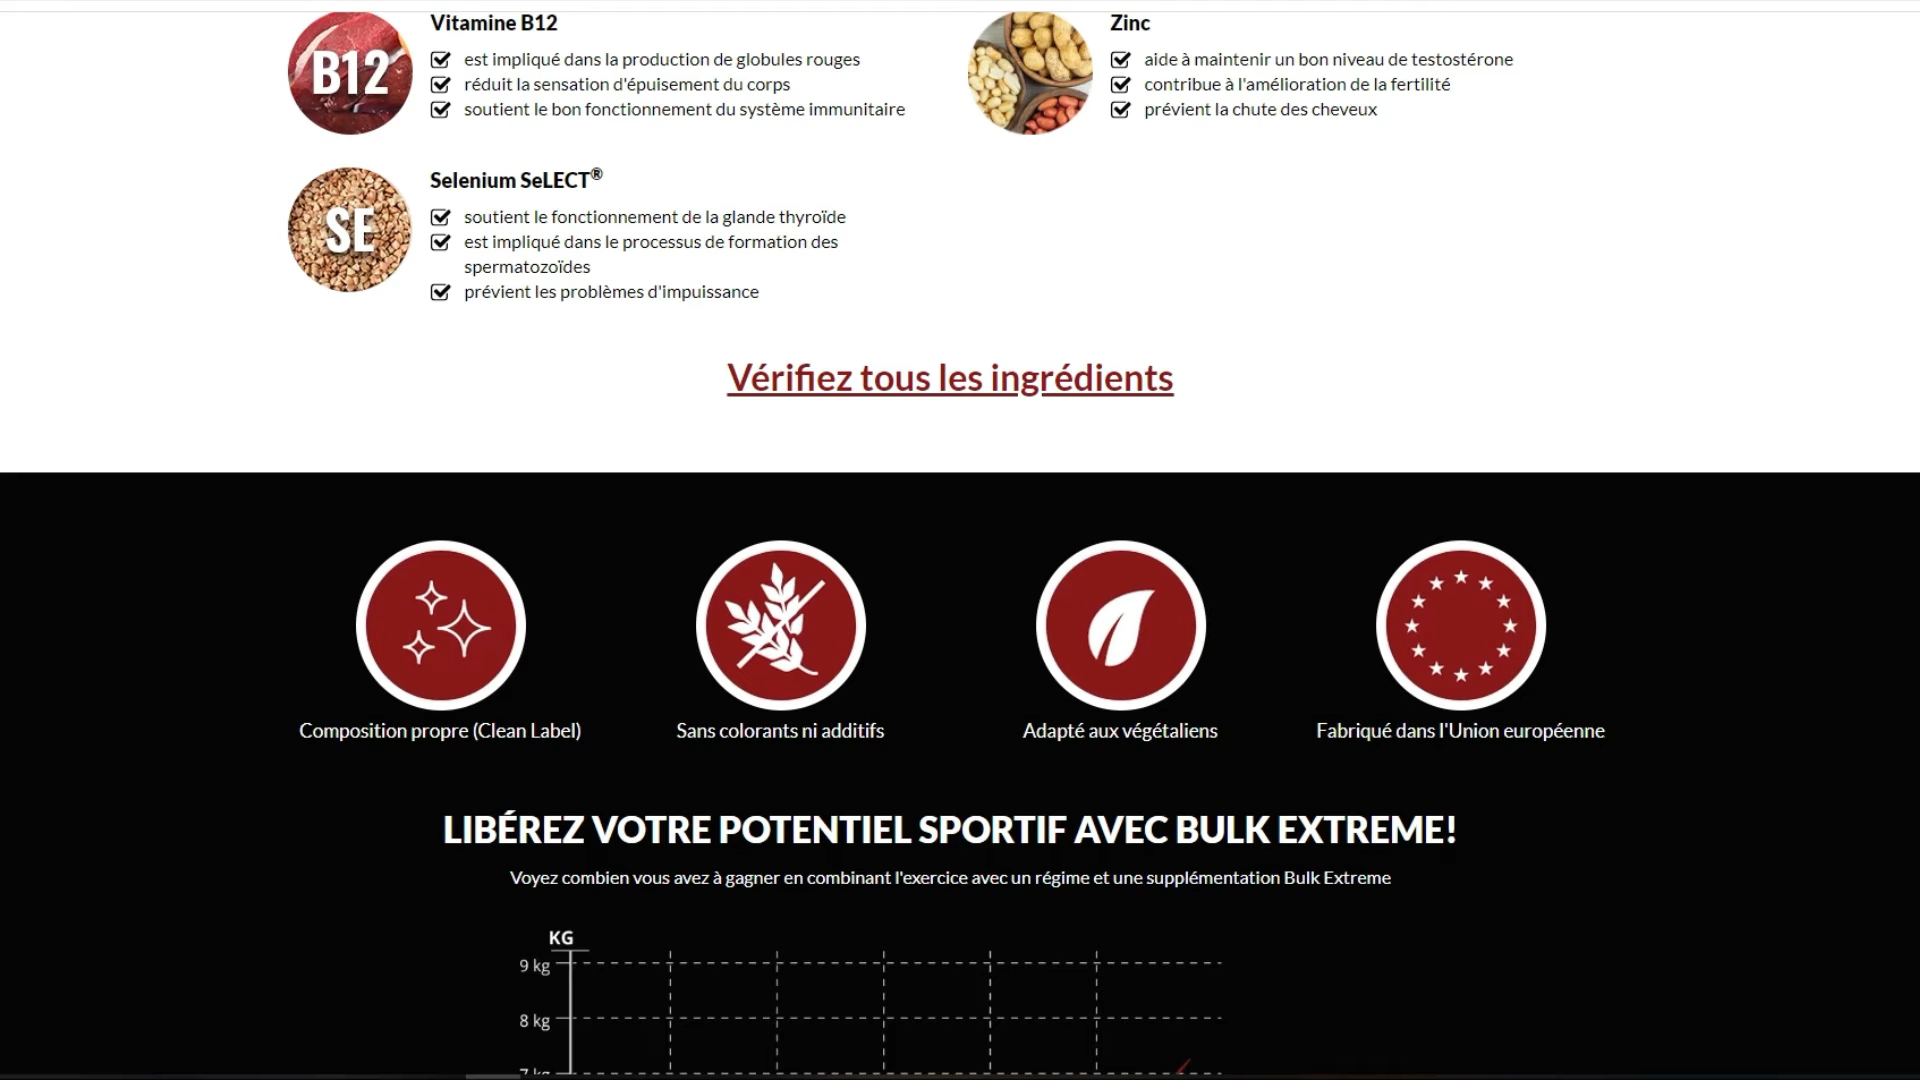 B12
Vitamine B12
est impliqué dans la production de globules rouges
réduit la sensation d'épuisement du corps
soutient le bon fonctionnement du système immunitaire
Zinc
aide à maintenir un bon niveau de testostérone
contribue à l'amélioration de la fertilité
prévient la chute des cheveux
SE
Selenium SeLECT®
soutient le fonctionnement de la glande thyroïde
est impliqué dans le processus de formation des
spermatozoïdes
prévient les problèmes d'impuissance
Vérifiez tous les ingrédients
Composition propre (Clean Label)
Sans colorants ni additifs
Adapté aux végétaliens
Fabriqué dans l'Union européenne
LIBÉREZ VOTRE POTENTIEL SPORTIF AVEC BULK EXTREME!
Voyez combien vous avez à gagner en combinant l'exercice avec un régime et une supplémentation Bulk Extreme
KG
9 kg
8 kg
7 kg